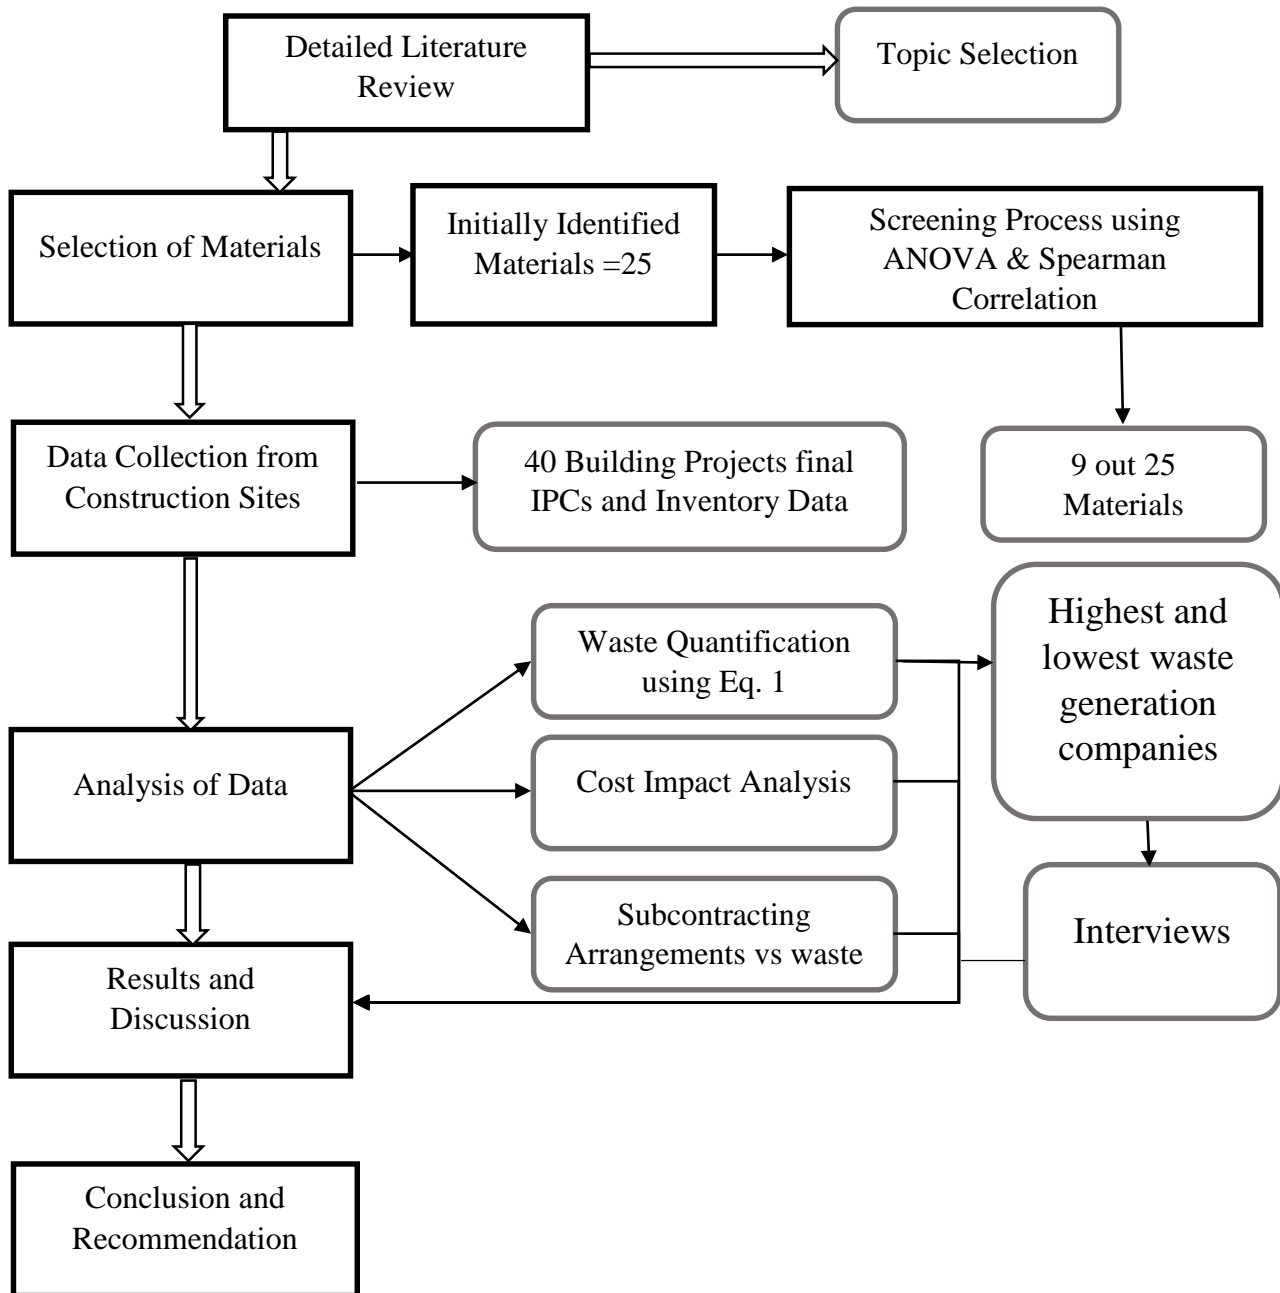 Detailed Literature
Review
Topic Selection
Selection of Materials
Initially Identified
Materials =25
Screening Process using
ANOVA & Spearman
Correlation
Data Collection from
Construction Sites
40 Building Projects final
IPCs and Inventory Data
9 out 25
Materials
Waste Quantification
using Eq. 1
Highest and
lowest waste
generation
companies
Analysis of Data
Cost Impact Analysis
Subcontracting
Arrangements vs waste
Interviews
Results and
Discussion
Conclusion and
Recommendation